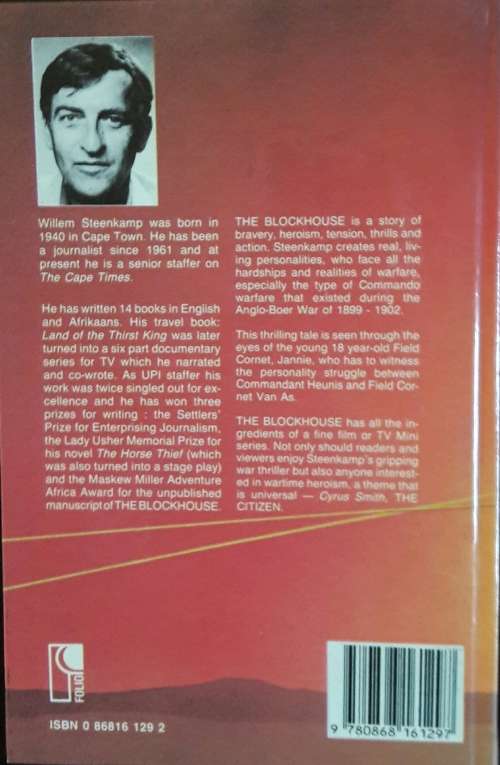 Willem Steenkamp was born in
1940 in Cape Town. He has been
a journalist since 1961 and at
present he is a senior staffer on
The Cape Times.
He has written 14 books in English
and Afrikaans. His travel book:
Land of the Thirst King was later
turned into a six part documentary
series for TV which he narrated
and co-wrote. As UPI staffer his
work was twice singled out for ex-
cellence and he has won three
prizes for writing : the Settlers'
Prize for Enterprising Journalism,
the Lady Usher Memorial Prize for
his novel The Horse Thief (which
was also turned into a stage play)
and the Maskew Miller Adventure
Africa Award for the unpublished
manuscript of THE BLOCKHOUSE.
THE BLOCKHOUSE is a story of
bravery, heroism, tension, thrills and
action. Steenkamp creates real, liv-
ing personalities, who face all the
hardships and realities of warfare,
especially the type of Commando
warfare that existed during the
Anglo-Boer War of 1899 - 1902.
This thrilling tale is seen through the
eyes of the young 18 year-old Field
Cornet, Jannie, who has to witness
the personality struggle between
Commandant Heunis and Field Cor-
net Van As.
THE BLOCKHOUSE has all the in-
gredients of a fine film or TV Mini
series. Not only should readers and
viewers enjoy Steenkamp's gripping
war thriller but also anyone interest-
ed in wartime heroism, a theme that
is universal — Cyrus Smith, THE
CITIZEN.
FOLIO
ISBN 0 86816 129 2
9 780868 161297